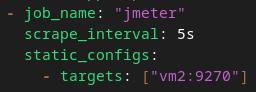 - job_name: "jmeter"
  scrape_interval: 5s
  static_configs:
    - targets: ["vm2:9270"]